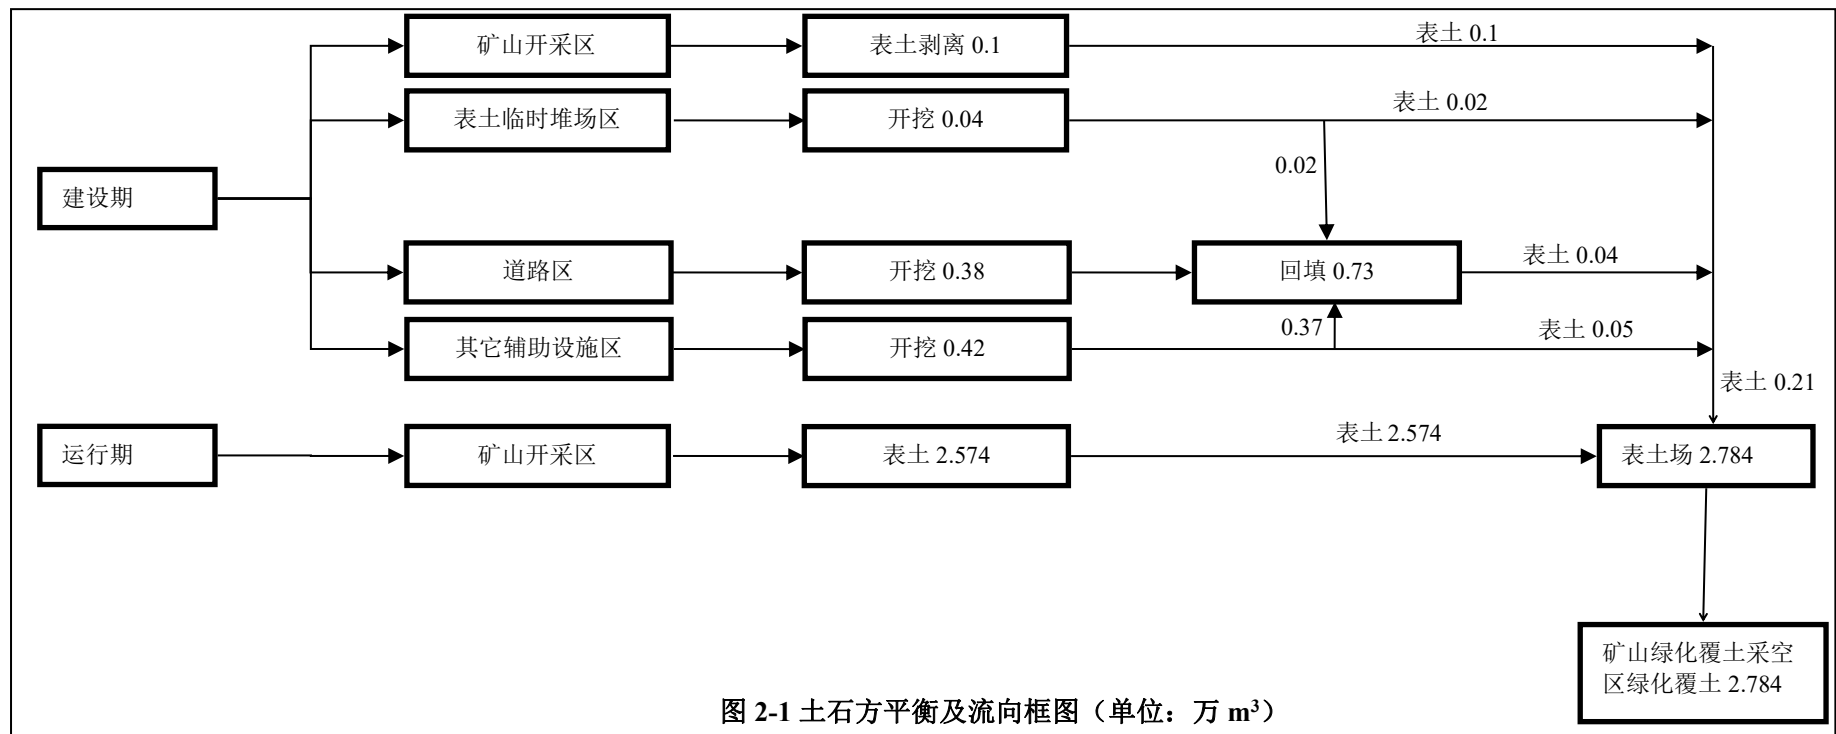 矿山开采区
表土剥离 0.1
表土 0.1
表土临时堆场区
开挖 0.04
表土 0.02
0.02
建设期
道路区
开挖 0.38
回填 0.73
表土 0.04
其它辅助设施区
开挖 0.42
0.37
表土 0.05
表土 0.21
运行期
矿山开采区
表土 2.574
表土 2.574
表土场 2.784
矿山绿化覆土采空
区绿化覆土 2.784
图 2-1 土石方平衡及流向框图（单位：万 m³）